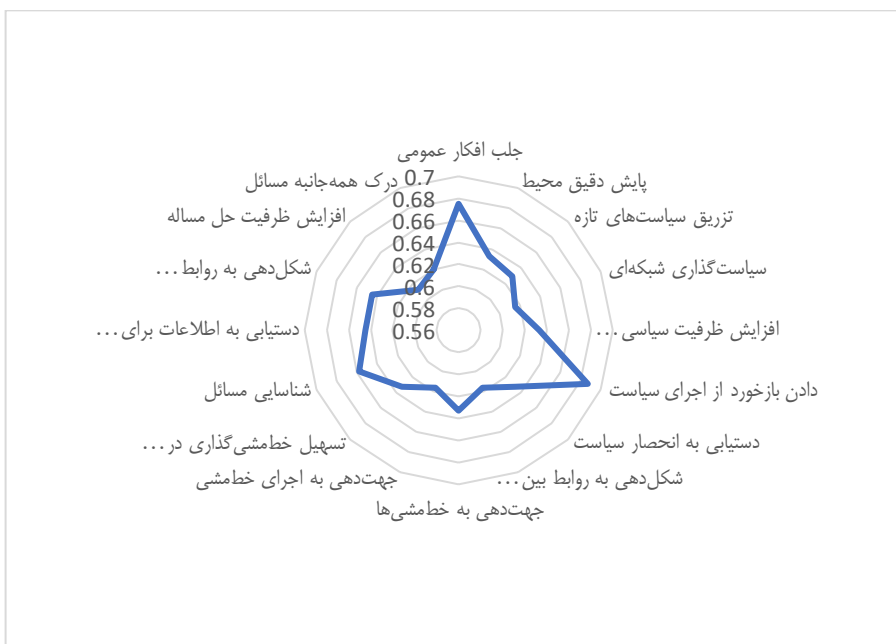 جلب افکار عمومی
پایش دقیق محیط
تزریق سیاست‌های تازه
سیاست‌گذاری شبکه‌ای
افزایش ظرفیت سیاسی...
دادن بازخورد از اجرای سیاست
دستیابی به انحصار سیاست
شکل‌دهی به روابط بین...
جهت‌دهی به خط‌مشی‌ها
جهت‌دهی به اجرای خط‌مشی
تسهیل خط‌مشی‌گذاری در...
شناسایی مسائل
دستیابی به اطلاعات برای...
شکل‌دهی به روابط...
افزایش ظرفیت حل مساله
درک همه‌جانبه مسائل
0.7
0.68
0.66
0.64
0.62
0.6
0.58
0.56